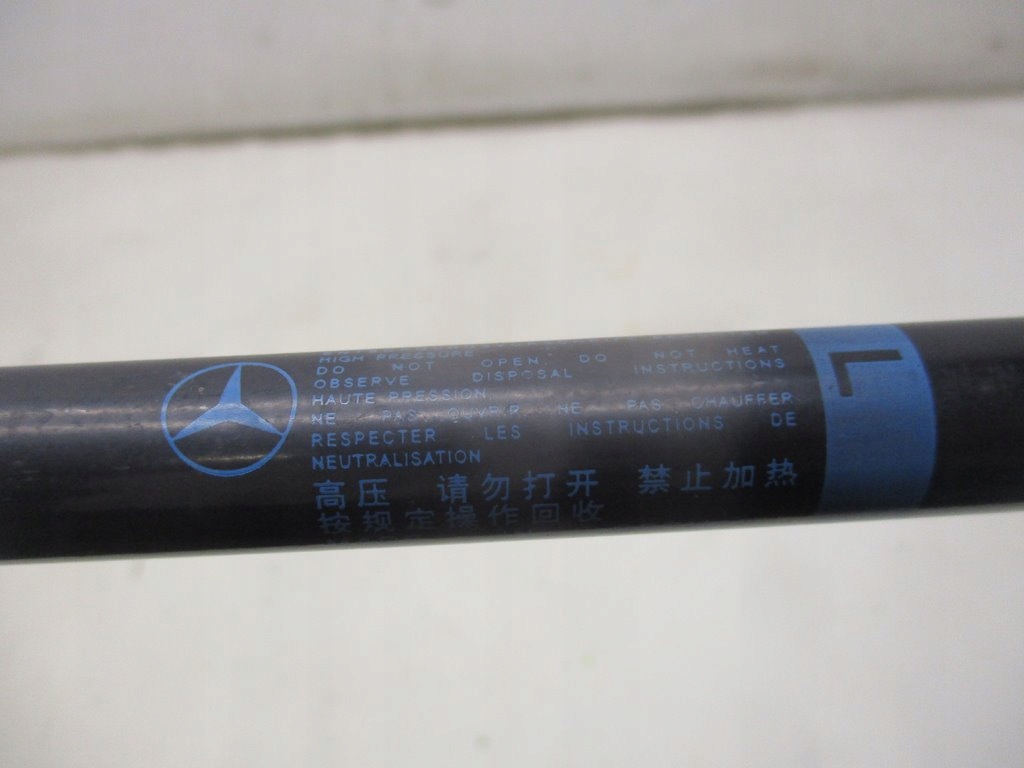 HIGH PRESSURE
DO NOT OPEN. DO NOT HEAT
OBSERVE DISPOSAL INSTRUCTIONS
HAUTE PRESSION
NE PAS OUVRIR NE PAS CHAUFFER
RESPECTER LES INSTRUCTIONS DE
NEUTRALISATION
高压 请勿打开 禁止加热
按规定操作回收
L